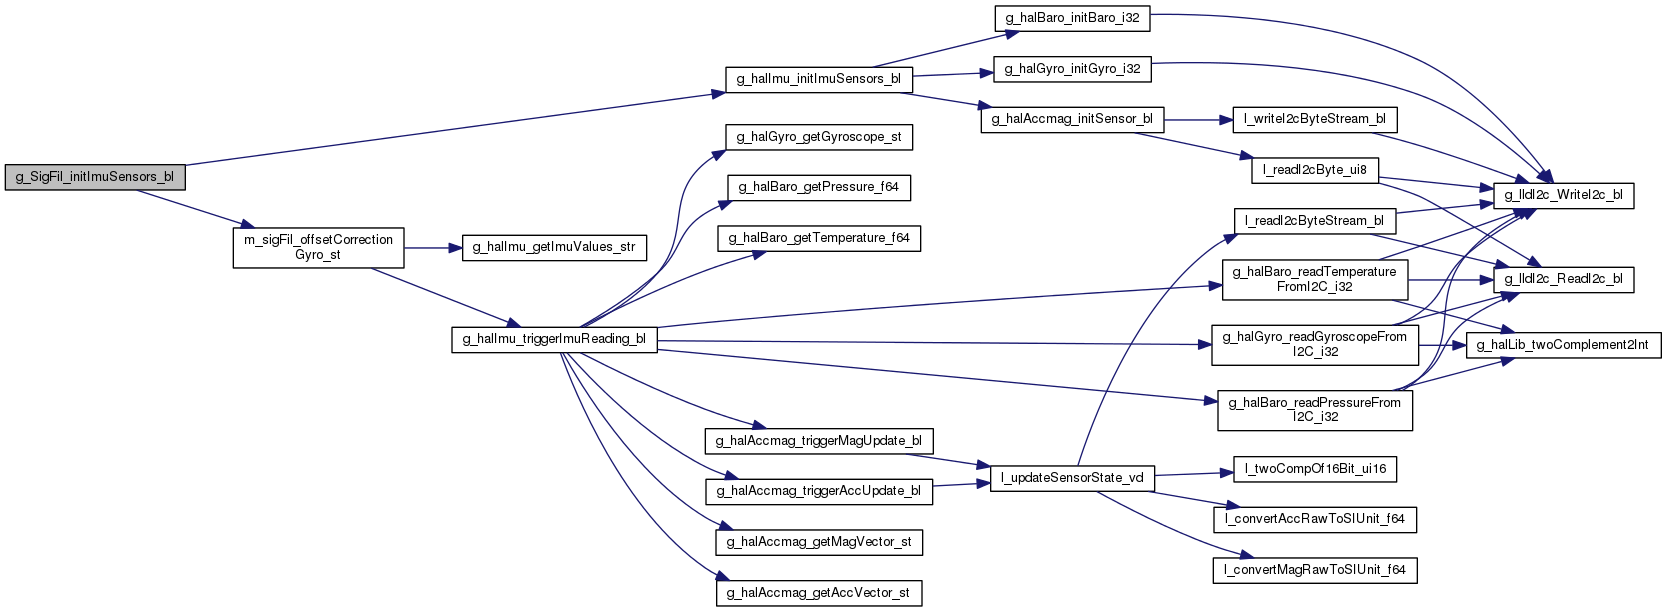 g_SigFil_initImuSensors_bl
m_sigFil_offsetCorrection
Gyro_st
g_halImu_initImuSensors_bl
g_halImu_getImuValues_str
g_halImu_triggerImuReading_bl
g_halGyro_getGyroscope_st
g_halBaro_getPressure_f64
g_halBaro_getTemperature_f64
g_halAccmag_triggerMagUpdate_bl
g_halAccmag_triggerAccUpdate_bl
g_halAccmag_getMagVector_st
g_halAccmag_getAccVector_st
g_halBaro_initBaro_i32
g_halGyro_initGyro_i32
g_halAccmag_initSensor_bl
l_updateSensorState_vd
l_writeI2cByteStream_bl
l_readI2cByte_ui8
l_readI2cByteStream_bl
g_halBaro_readTemperature
FromI2C_i32
g_halGyro_readGyroscopeFrom
I2C_i32
g_halBaro_readPressureFrom
I2C_i32
l_twoCompOf16Bit_ui16
l_convertAccRawToSIUnit_f64
l_convertMagRawToSIUnit_f64
g_lldI2c_WriteI2c_bl
g_lldI2c_ReadI2c_bl
g_halLib_twoComplement2Int